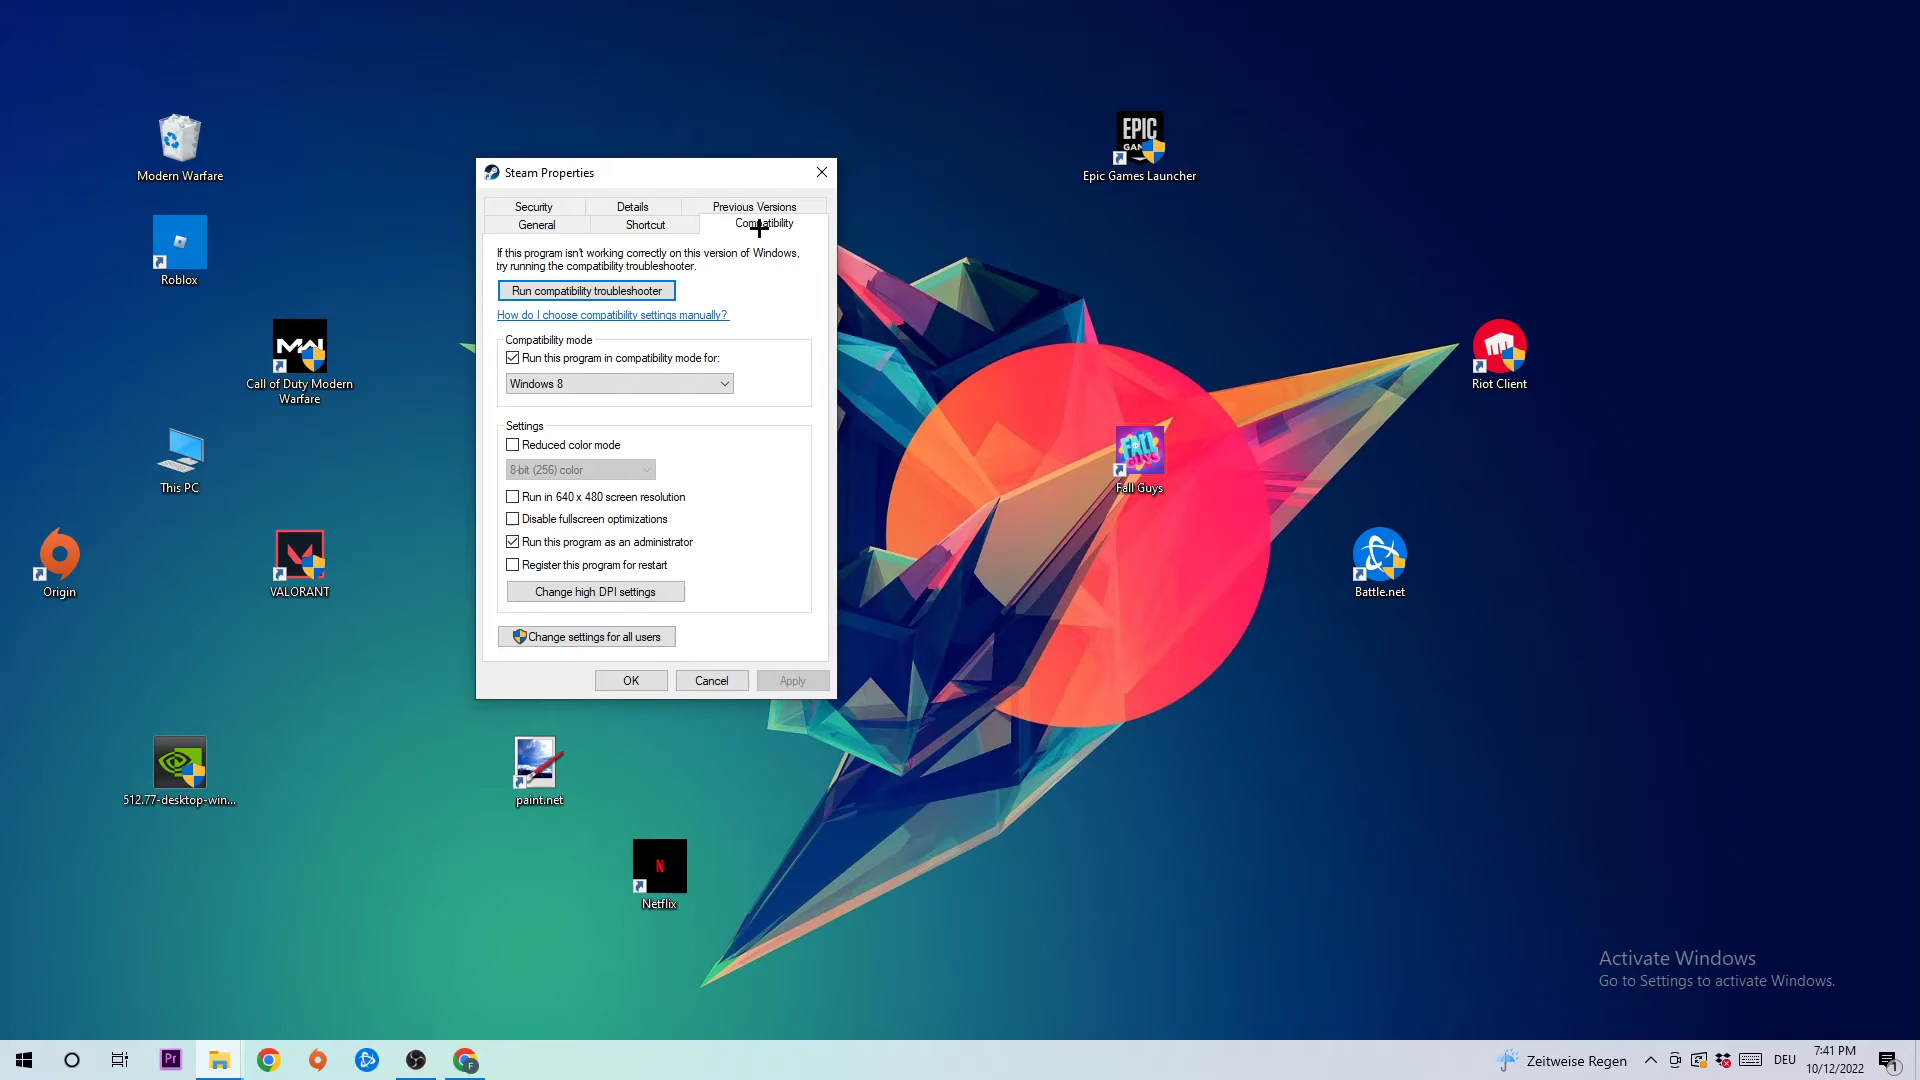 Modern Warfare
Roblox
Call of Duty Modern
Warfare
This PC
Origin
VALORANT
512.77-desktop-win...
paint.net
N
Netflix
Steam Properties
Security
Details
Previous Versions
General
Shortcut
Compatibility
If this program isn't working correctly on this version of Windows,
try running the compatibility troubleshooter.
Run compatibility troubleshooter
How do I choose compatibility settings manually?
Compatibility mode
Run this program in compatibility mode for:
Windows 8
Settings
Reduced color mode
8-bit (256) color
Run in 640 x 480 screen resolution
Disable fullscreen optimizations
Run this program as an administrator
Register this program for restart
Change high DPI settings
Change settings for all users
OK
Cancel
Apply
EPIC
Epic Games Launcher
Riot Client
FALL
Fall Guys
Battle.net
Activate Windows
Go to Settings to activate Windows.
Pr
F
Zeitweise Regen
DEU
7:41 PM
10/12/2022
1